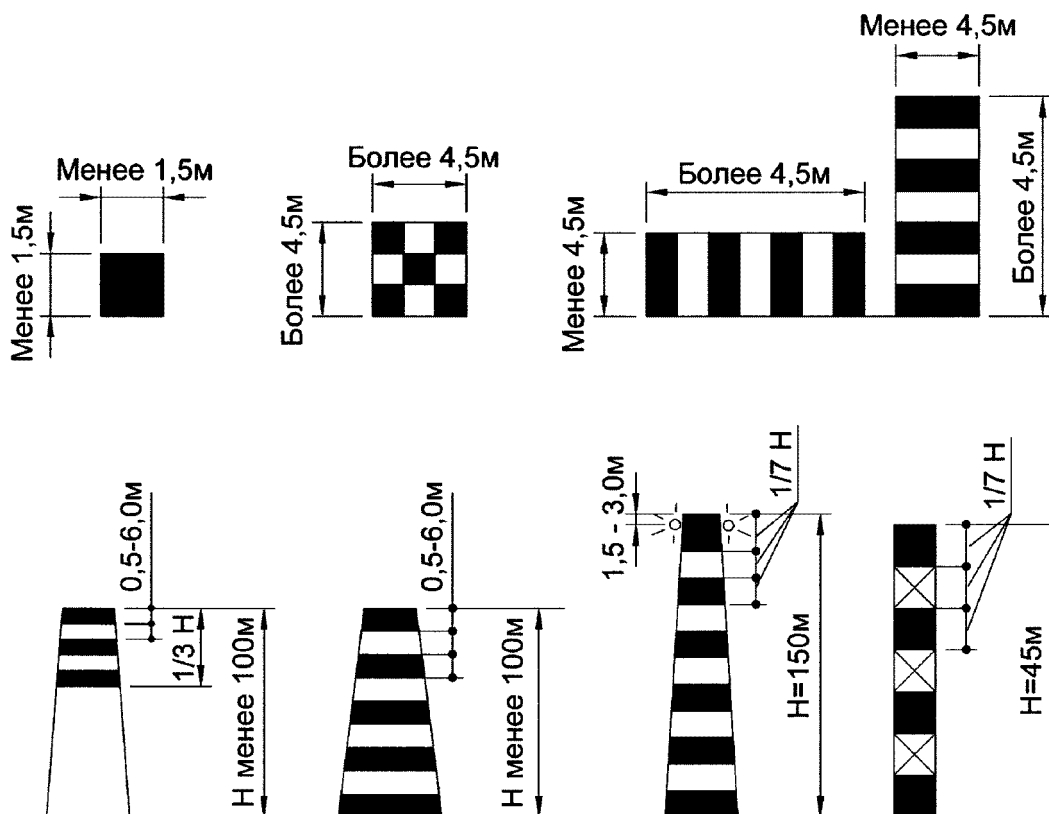 Менее 1,5м
Менее 1,5м
Более 4,5м
Более 4,5м
Более 4,5м
Менее 4,5м
Менее 4,5м
Более 4,5м
0,5-6,0м
1/3 Н
Н менее 100м
0,5-6,0м
Н менее 100м
1,5 - 3,0м
1/7 Н
Н=150м
1/7 Н
Н=45м